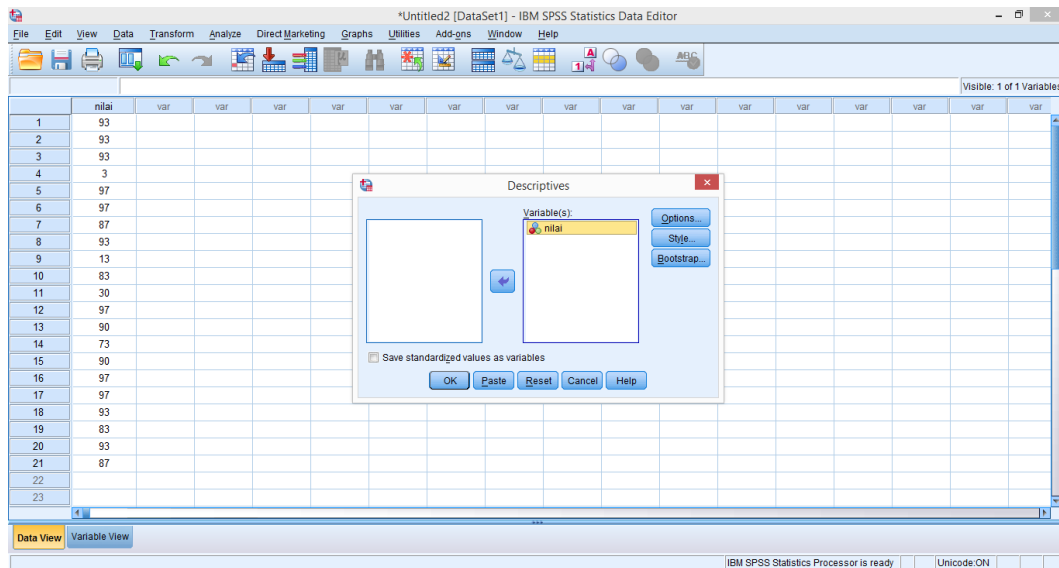 *Untitled2 [DataSet1] - IBM SPSS Statistics Data Editor
File Edit View Data Transform Analyze Direct Marketing Graphs Utilities Add-ons Window Help
Visible: 1 of 1 Variables
nilai var var var var var var var var var var var var var var var
1 93
2 93
3 93
4 3
5 97
6 97
7 87
8 93
9 13
10 83
11 30
12 97
13 90
14 73
15 90
16 97
17 97
18 93
19 83
20 93
21 87
22
23
Descriptives
Variable(s):
nilai
Options...
Style...
Bootstrap...
Save standardized values as variables
OK Paste Reset Cancel Help
Data View Variable View
IBM SPSS Statistics Processor is ready Unicode:ON